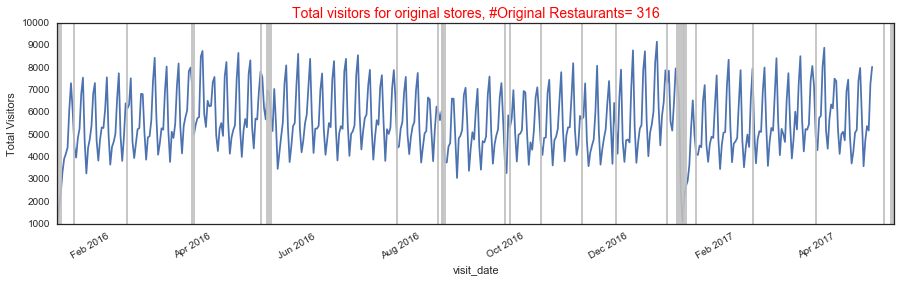 Total visitors for original stores, #Original Restaurants= 316
Total Visitors
10000
9000
8000
7000
6000
5000
4000
3000
2000
1000
Feb 2016
Apr 2016
Jun 2016
Aug 2016
Oct 2016
Dec 2016
Feb 2017
Apr 2017
visit_date